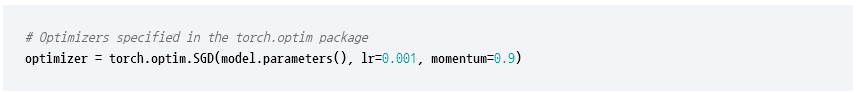 # Optimizers specified in the torch.optim package
optimizer = torch.optim.SGD(model.parameters(), lr=0.001, momentum=0.9)